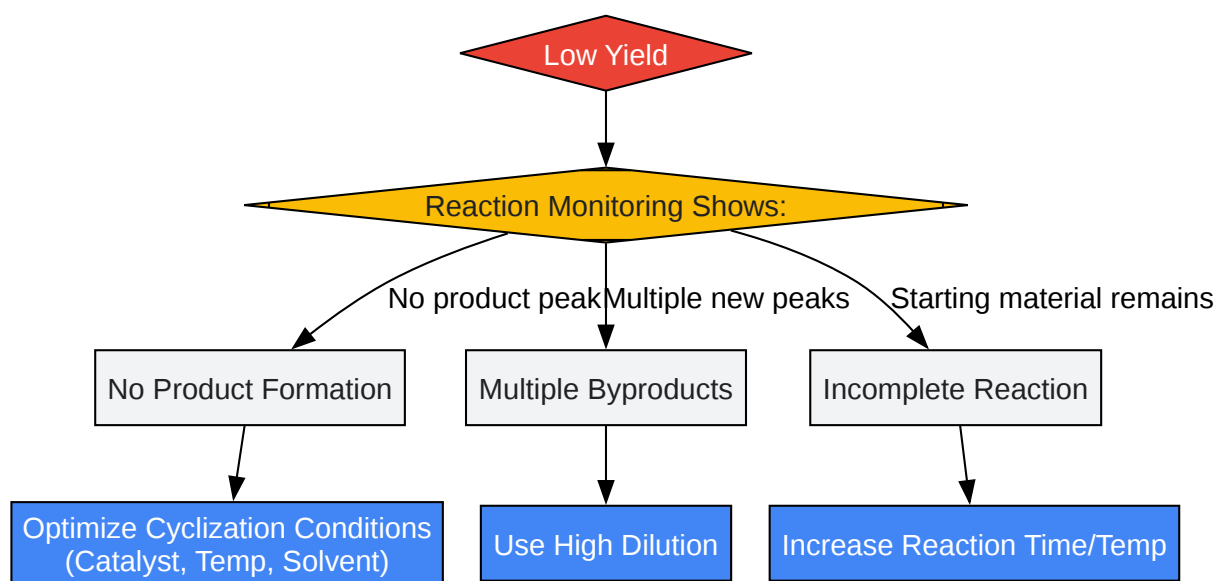 Low Yield
Reaction Monitoring Shows:
No product peak
Multiple new peaks
Starting material remains
No Product Formation
Multiple Byproducts
Incomplete Reaction
Optimize Cyclization Conditions
(Catalyst, Temp, Solvent)
Use High Dilution
Increase Reaction Time/Temp